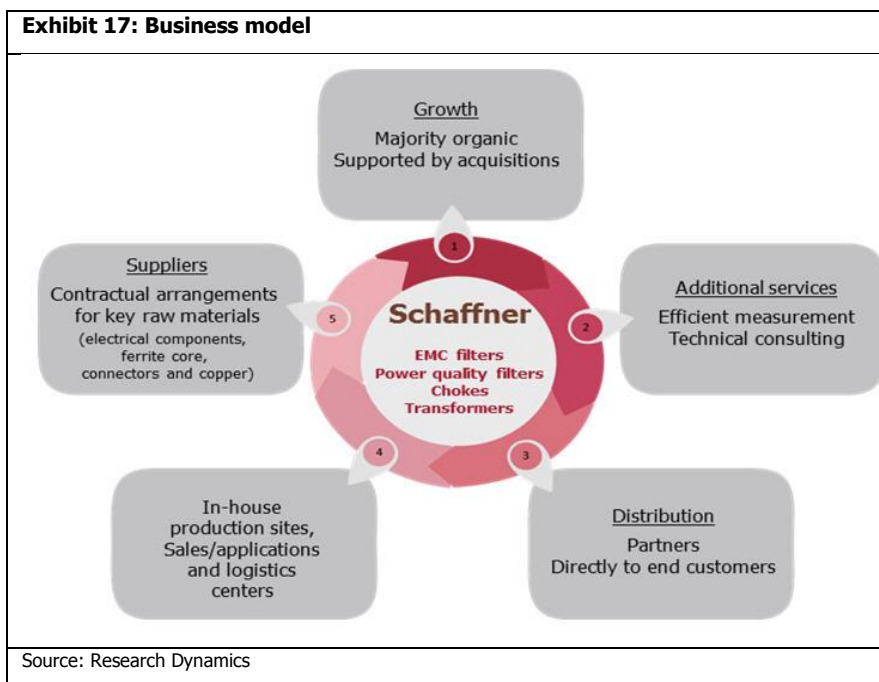 Exhibit 17: Business model
Growth
Majority organic
Supported by acquisitions
1
Suppliers
Contractual arrangements
for key raw materials
(electrical components,
ferrite core,
connectors and copper)
5
Schaffner
EMC filters
Power quality filters
Chokes
Transformers
2
Additional services
Efficient measurement
Technical consulting
4
In-house
production sites,
Sales/applications
and logistics
centers
3
Distribution
Partners
Directly to end customers
Source: Research Dynamics